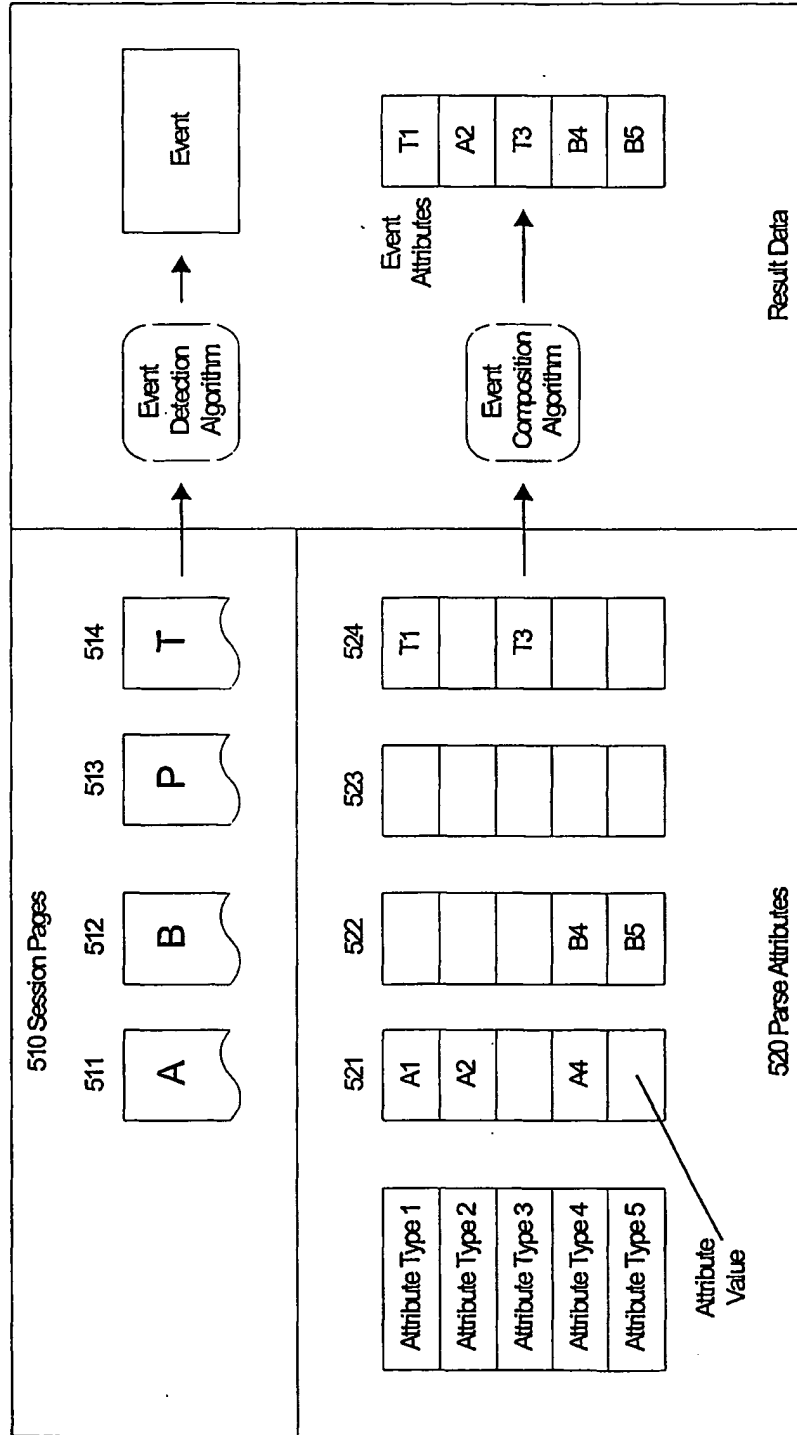 510 Session Pages
511
512
513
514
A
B
P
T
Event
Detection
Algorithm
Event
521
522
523
524
Attribute Type 1
Attribute Type 2
Attribute Type 3
Attribute Type 4
Attribute Type 5
A1
A2
A4
B4
B5
T1
T3
Attribute
Value
Event
Composition
Algorithm
Event
Attributes
T1
A2
T3
B4
B5
520 Parse Attributes
Result Data